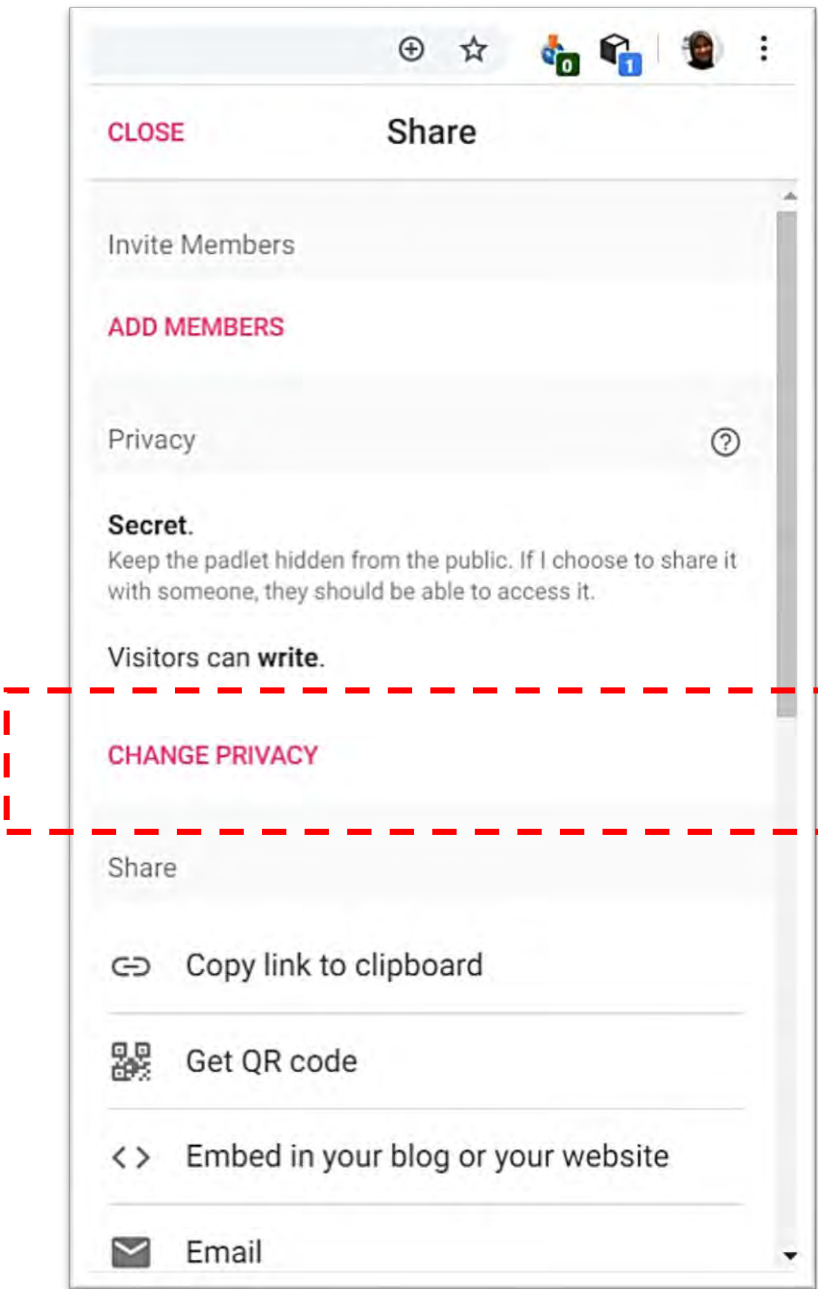 0
1
CLOSE
Share
Invite Members
ADD MEMBERS
Privacy
Secret.
Keep the padlet hidden from the public. If I choose to share it
with someone, they should be able to access it.
Visitors can write.
CHANGE PRIVACY
Share
Copy link to clipboard
Get QR code
Embed in your blog or your website
Email